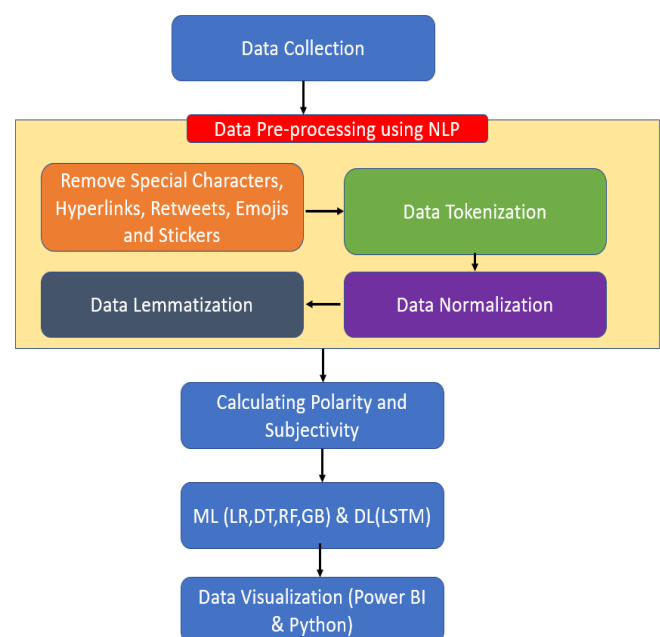 Data Collection
Data Pre-processing using NLP
Remove Special Characters,
Hyperlinks, Retweets, Emojis
and Stickers
Data Tokenization
Data Normalization
Data Lemmatization
Calculating Polarity and
Subjectivity
ML (LR,DT,RF,GB) & DL(LSTM)
Data Visualization (Power BI
& Python)